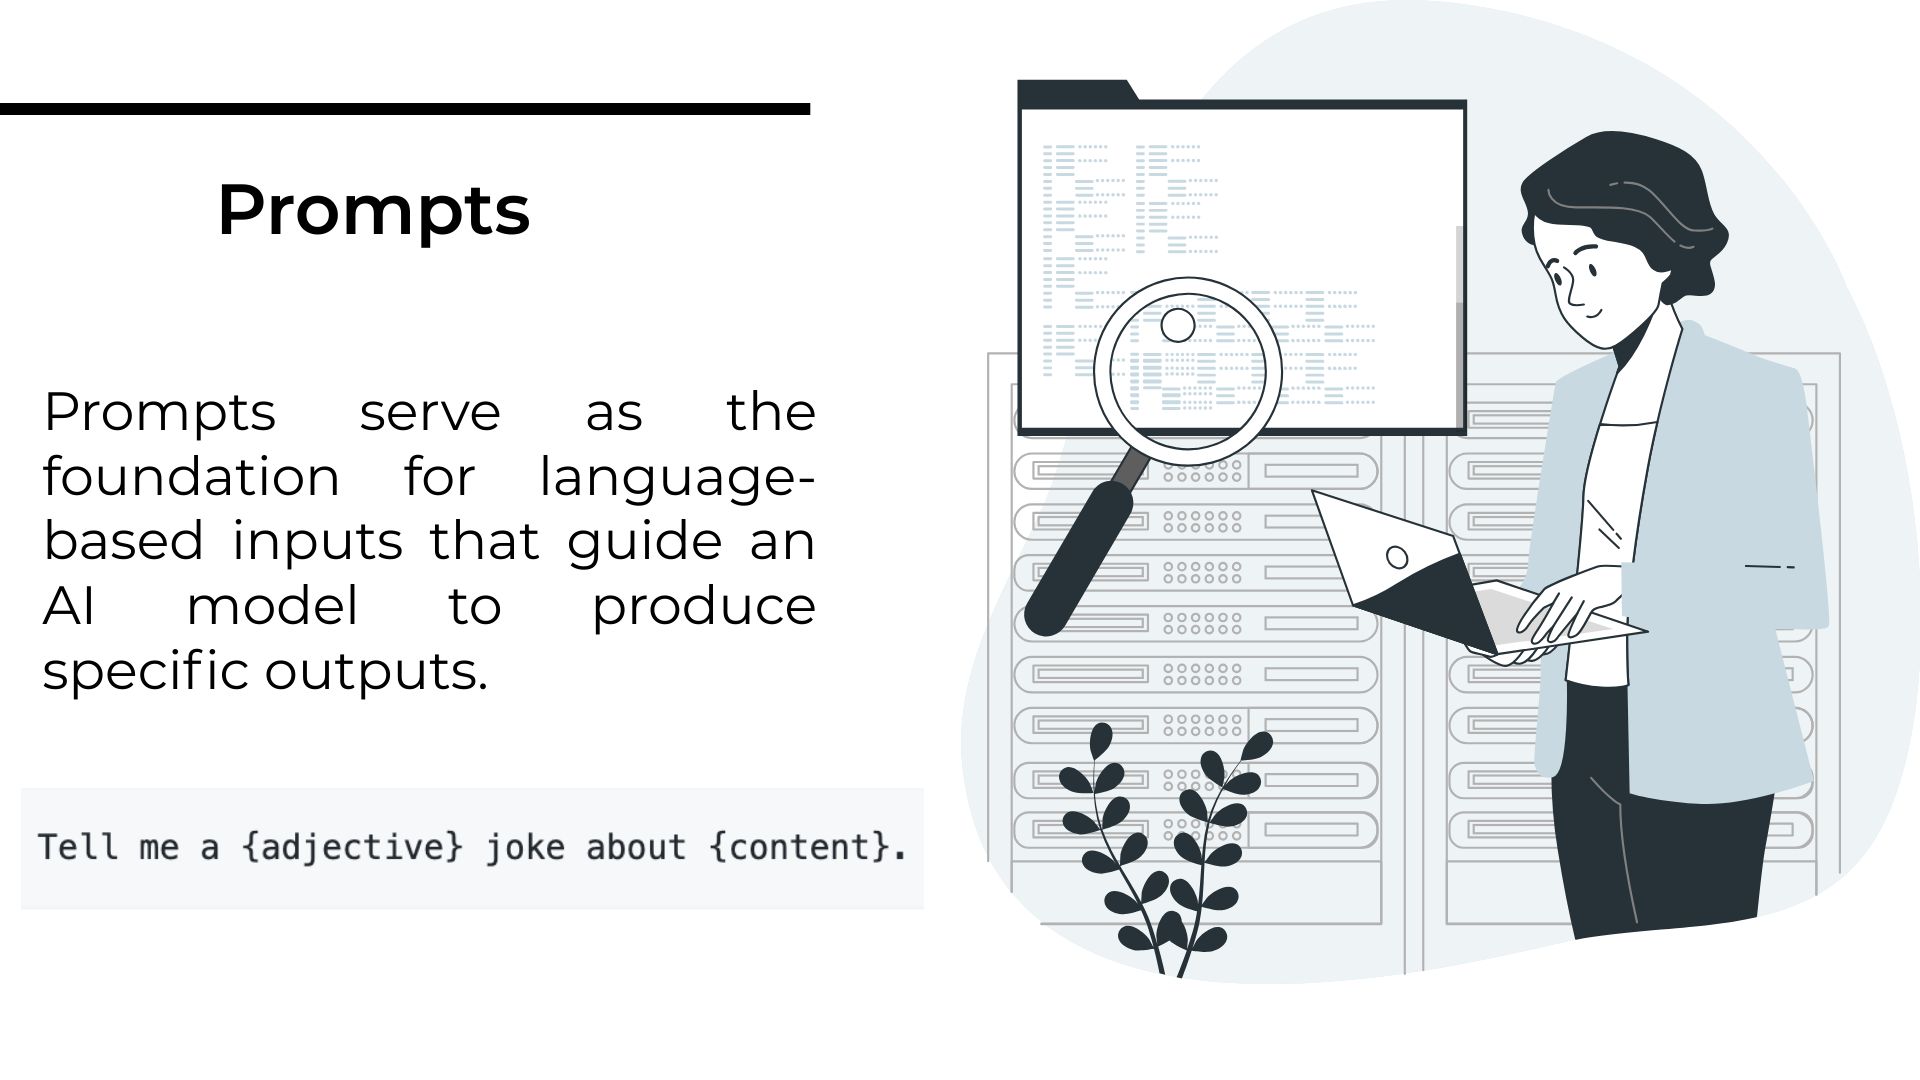 Prompts
Prompts serve as the
foundation for language-
based inputs that guide an
AI model to produce
specific outputs.
Tell me a {adjective} joke about {content}.